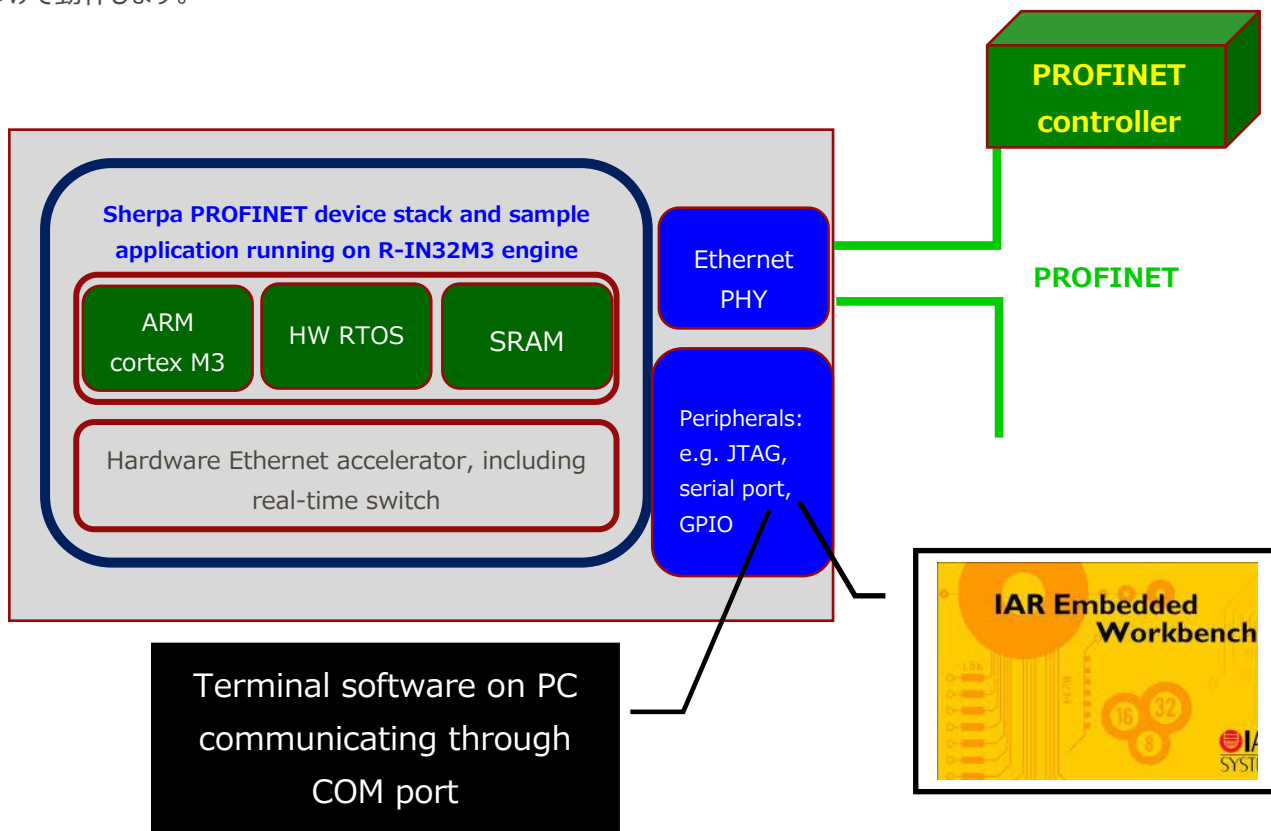 PROFINET
controller
Sherpa PROFINET device stack and sample
application running on R-IN32M3 engine
Ethernet
PHY
PROFINET
ARM
cortex M3
HW RTOS
SRAM
Peripherals:
e.g. JTAG,
serial port,
GPIO
Hardware Ethernet accelerator, including
real-time switch
IAR Embedded
Workbench
16
32
8
Terminal software on PC
communicating through
COM port